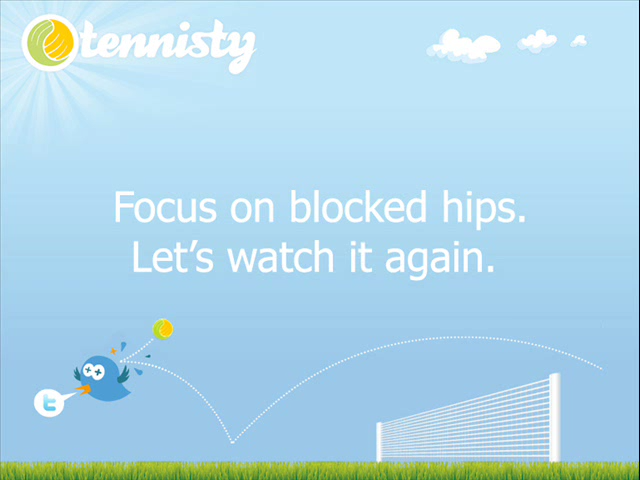 tennisty
Focus on blocked hips.
Let's watch it again.
t